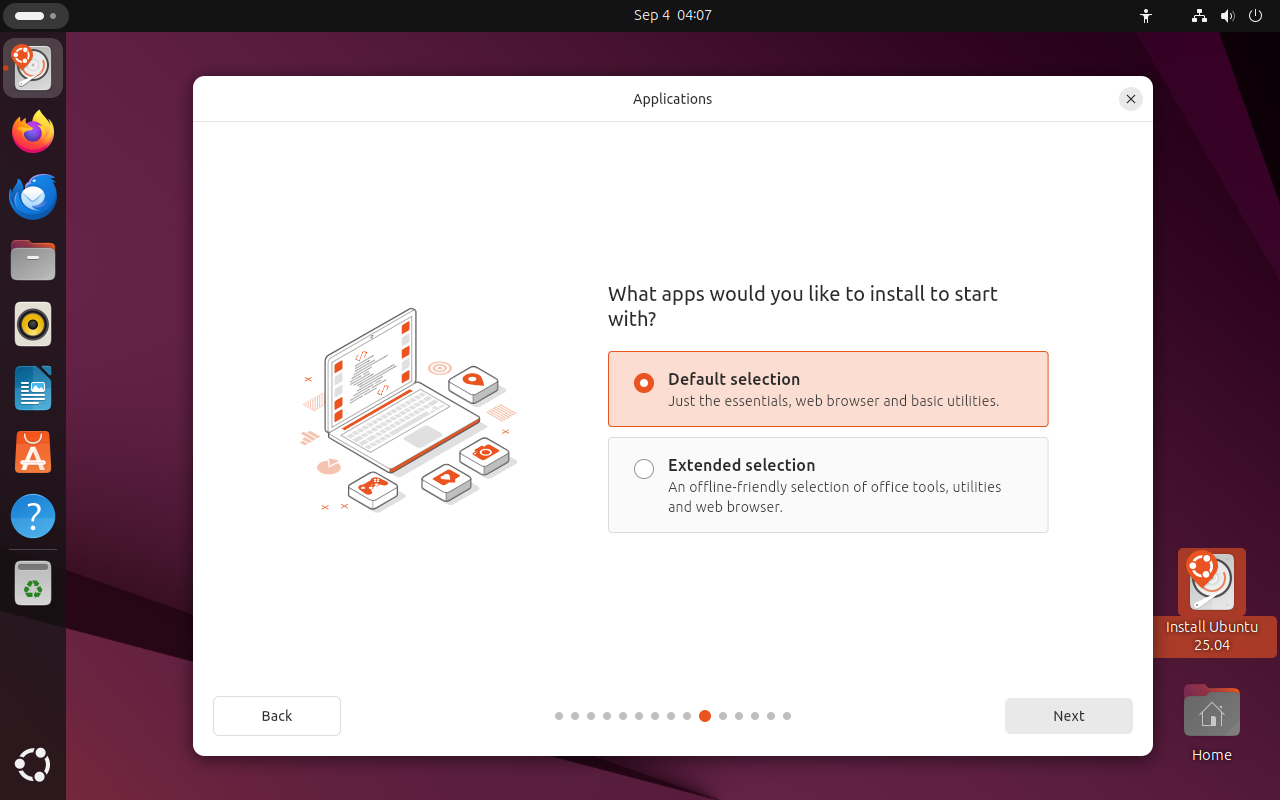 Sep 4 04:07
Applications
What apps would you like to install to start
with?
Default selection
Just the essentials, web browser and basic utilities.
Extended selection
An offline-friendly selection of office tools, utilities
and web browser.
Install Ubuntu
25.04
Home
Back
Next